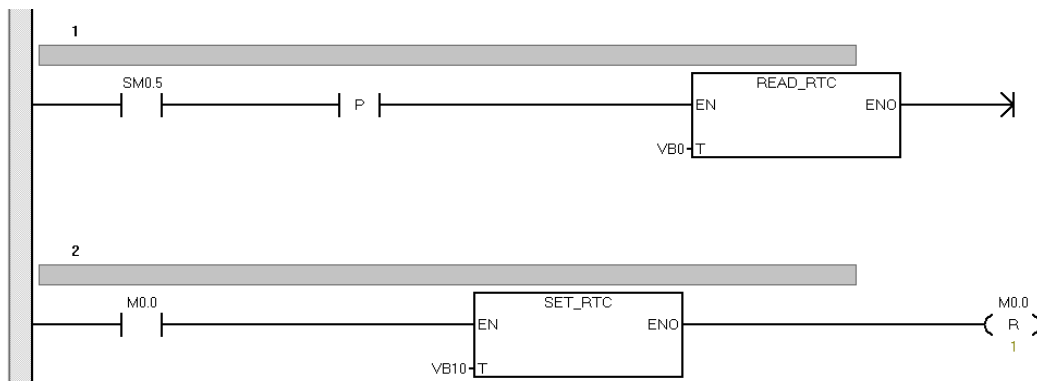 1
SM0.5
P
READ_RTC
EN
ENO
VB0
T
2
M0.0
SET_RTC
M0.0
EN
ENO
R
VB10
T
1